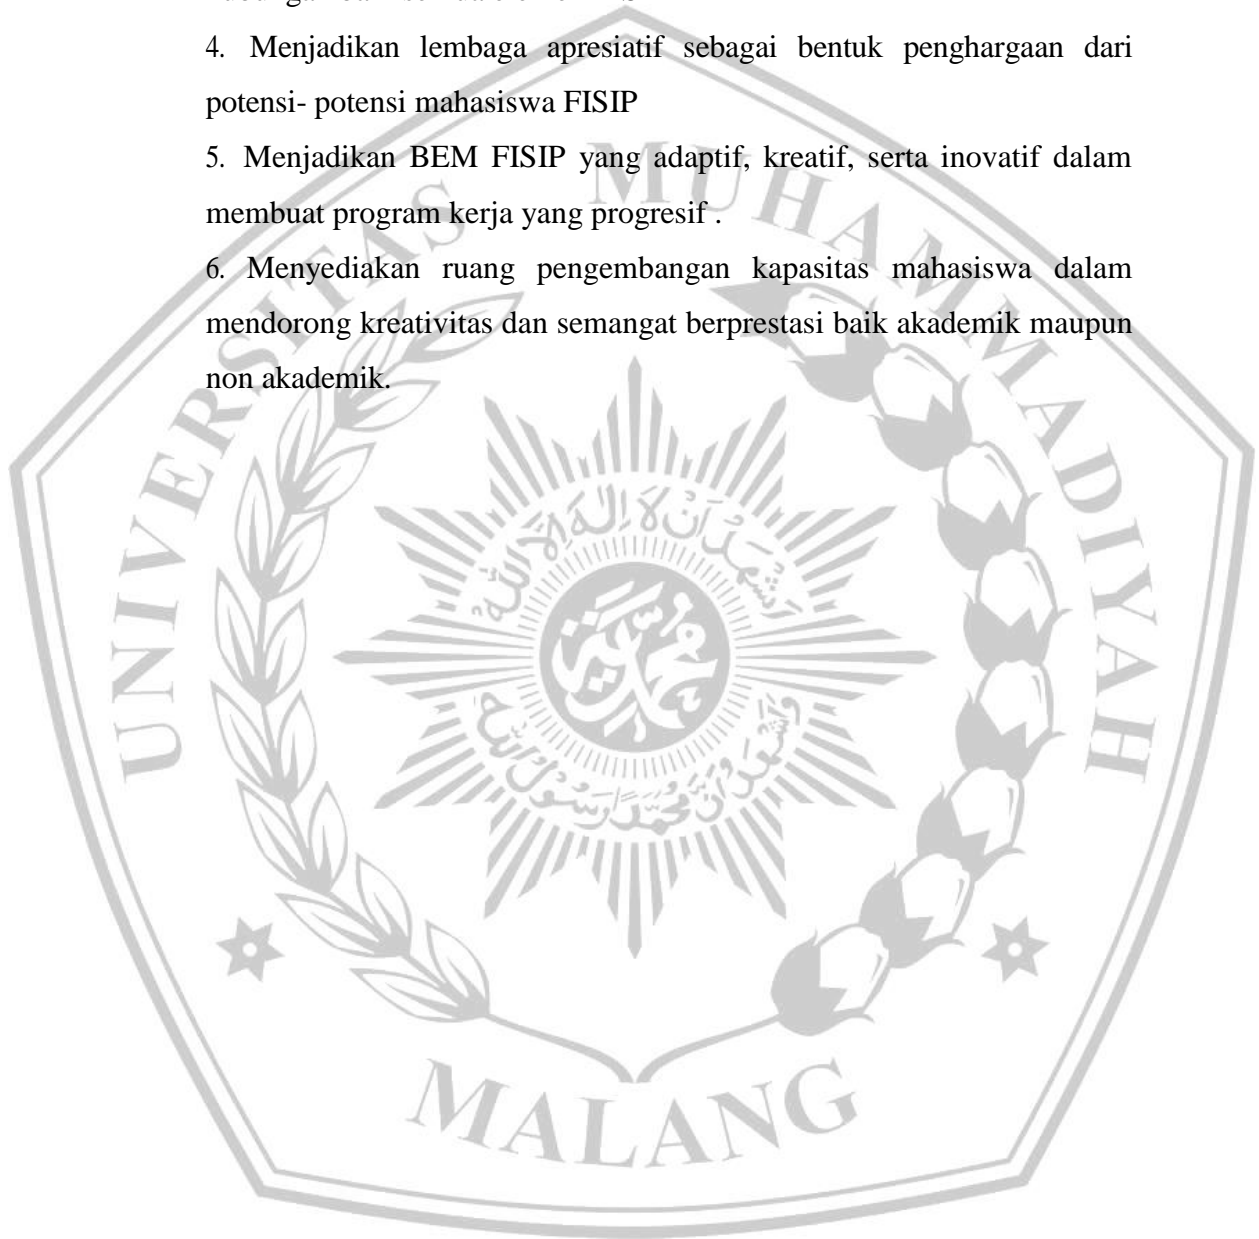 4. Menjadikan lembaga apresiatif sebagai bentuk penghargaan dari
potensi- potensi mahasiswa FISIP
5. Menjadikan BEM FISIP yang adaptif, kreatif, serta inovatif dalam
membuat program kerja yang progresif .
6. Menyediakan ruang pengembangan kapasitas mahasiswa dalam
mendorong kreativitas dan semangat berprestasi baik akademik maupun
non akademik.
UNIVERSITAS MUHAMMADIYAH
MALANG